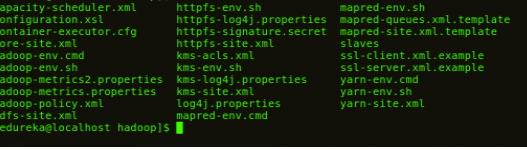 apacity-scheduler.xml httpfs-env.sh mapred-env.sh
onfiguration.xsl httpfs-log4j.properties mapred-queues.xml.template
ontainer-executor.cfg httpfs-signature.secret mapred-site.xml.template
ore-site.xml httpfs-site.xml slaves
adoop-env.cmd kms-acls.xml ssl-client.xml.example
adoop-env.sh kms-env.sh ssl-server.xml.example
adoop-metrics2.properties kms-log4j.properties yarn-env.cmd
adoop-metrics.properties kms-site.xml yarn-env.sh
adoop-policy.xml log4j.properties yarn-site.xml
dfs-site.xml mapred-env.cmd
edureka@localhost hadoop]$